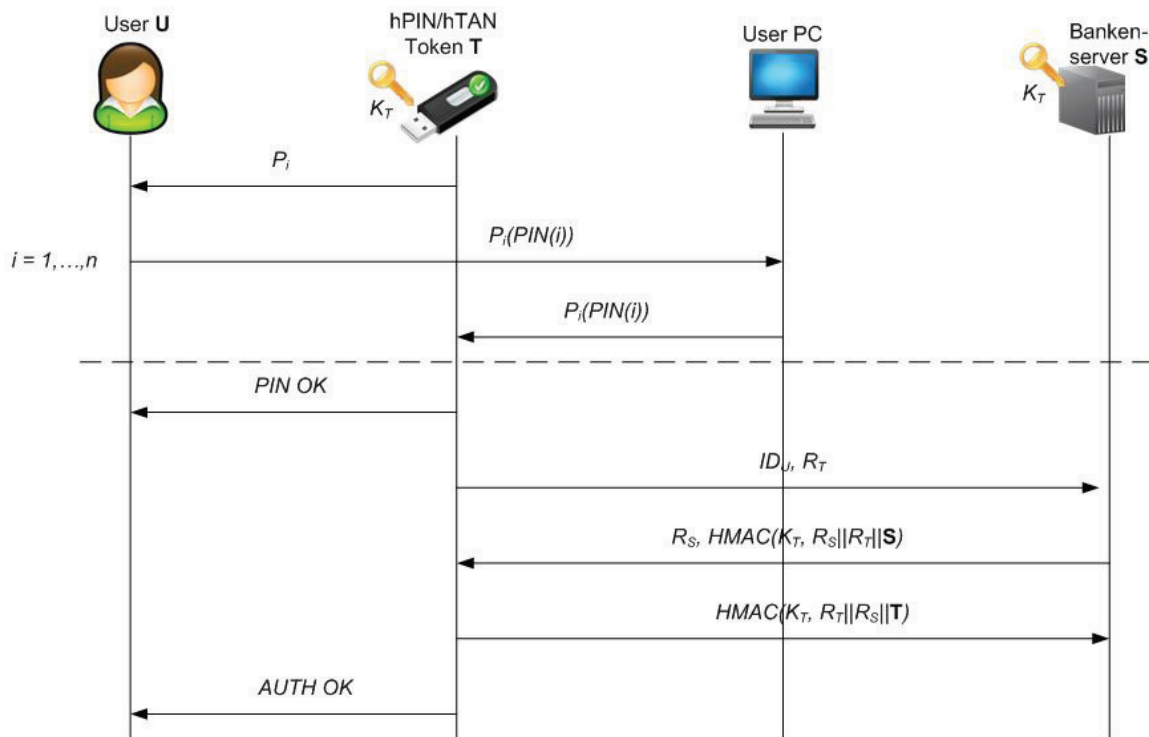 User U
hPIN/hTAN
Token T
User PC
Banken-
server S
K_T
K_T
P_i
P_i(PIN(i))
i = 1,…,n
P_i(PIN(i))
PIN OK
ID_U, R_T
R_S, HMAC(K_T, R_S||R_T||S)
HMAC(K_T, R_T||R_S||T)
AUTH OK